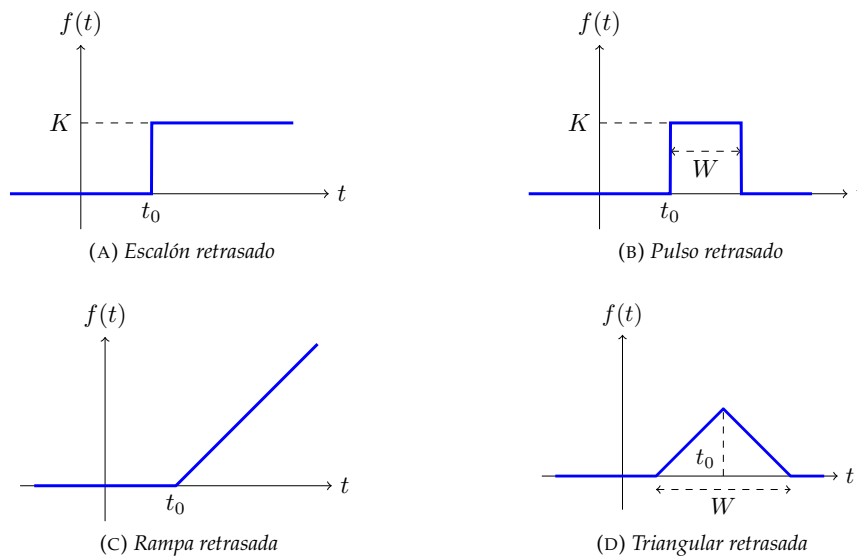 f(t)
K
t
t₀
(A) Escalón retrasado
f(t)
K
W
t₀
(B) Pulso retrasado
f(t)
t
t₀
(C) Rampa retrasada
f(t)
t₀
t
W
(D) Triangular retrasada